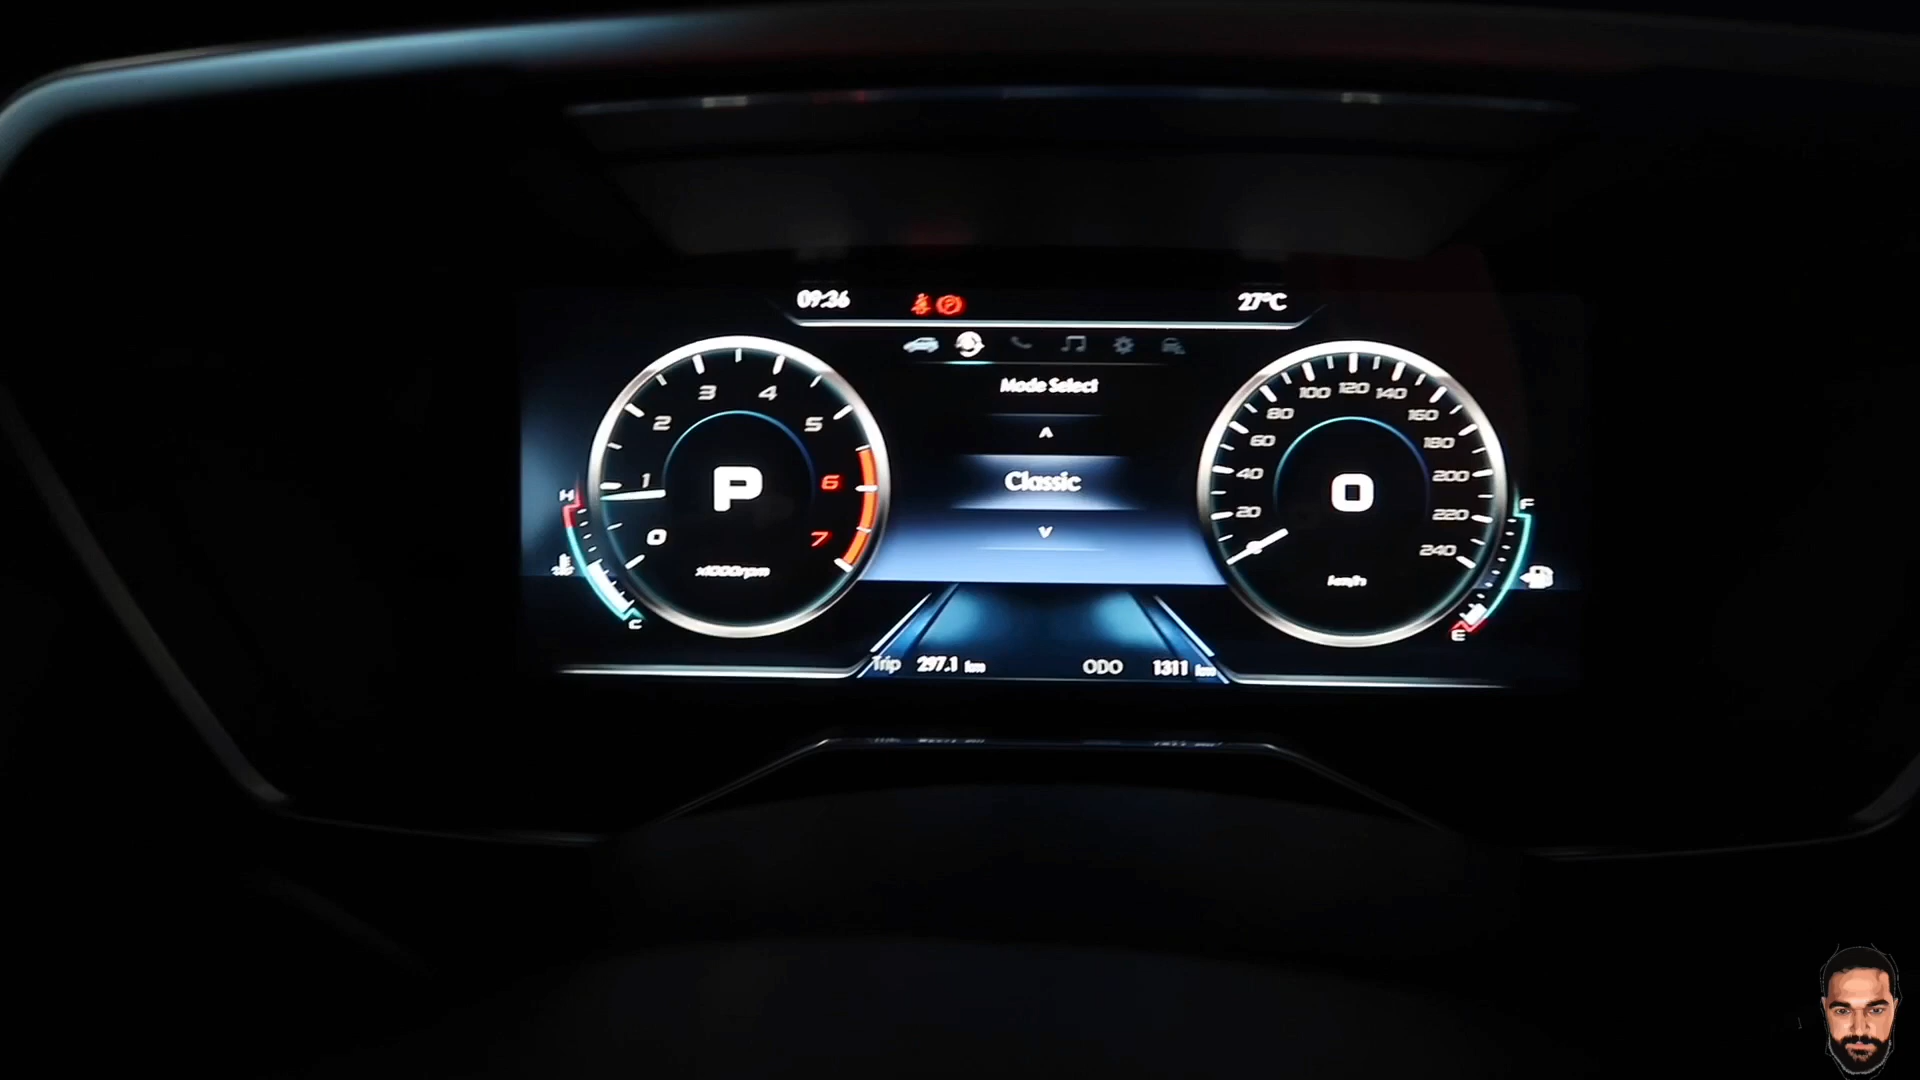 09:36
27°C
Mode Select
Classic
1
2
3
4
5
6
7
0
P
x1000rpm
H
C
20
40
60
80
100
120
140
160
180
200
220
240
0
km/h
F
E
Trip 297.1 km
ODO 1311 km